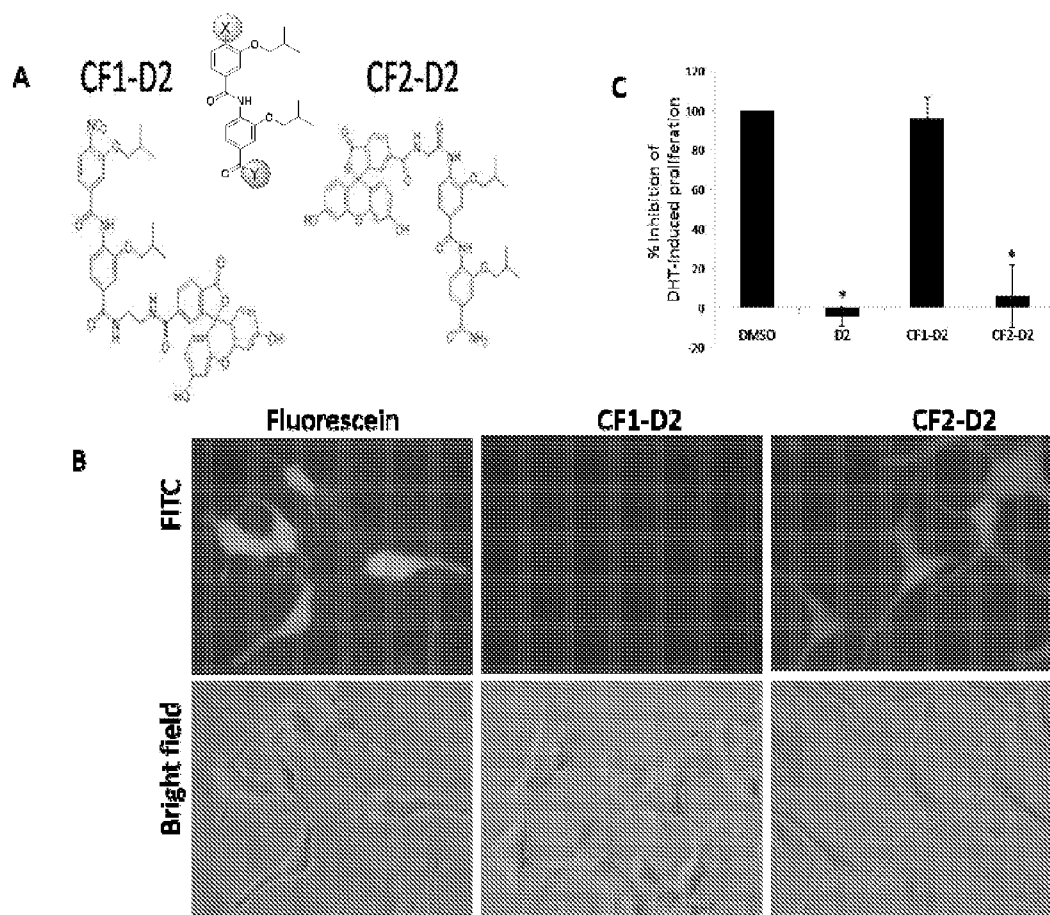 A
CF1-D2
CF2-D2
X
Y
C
% Inhibition of
DHT-Induced proliferation
120
100
80
60
40
20
0
-20
*
*
DMSO
D2
CF1-D2
CF2-D2
B
Fluorescein
CF1-D2
CF2-D2
FITC
Bright field